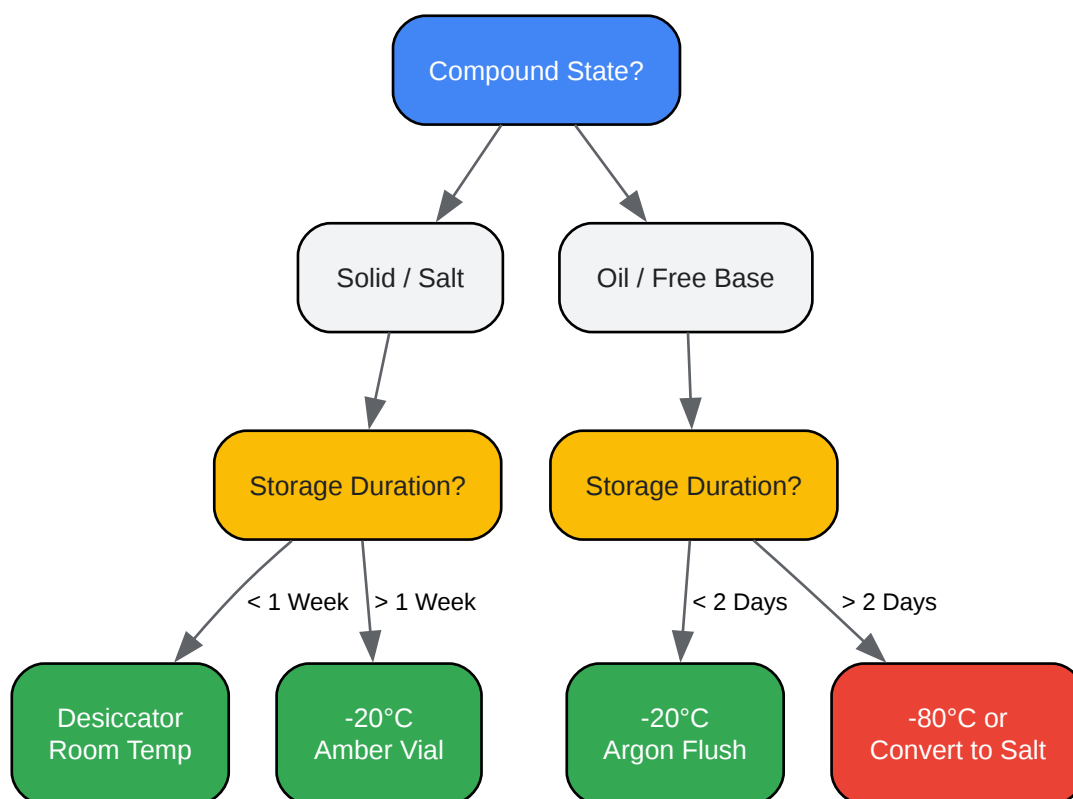 Compound State?
Solid / Salt
Oil / Free Base
Storage Duration?
Storage Duration?
< 1 Week
> 1 Week
< 2 Days
> 2 Days
Desiccator
Room Temp
-20°C
Amber Vial
-20°C
Argon Flush
-80°C or
Convert to Salt